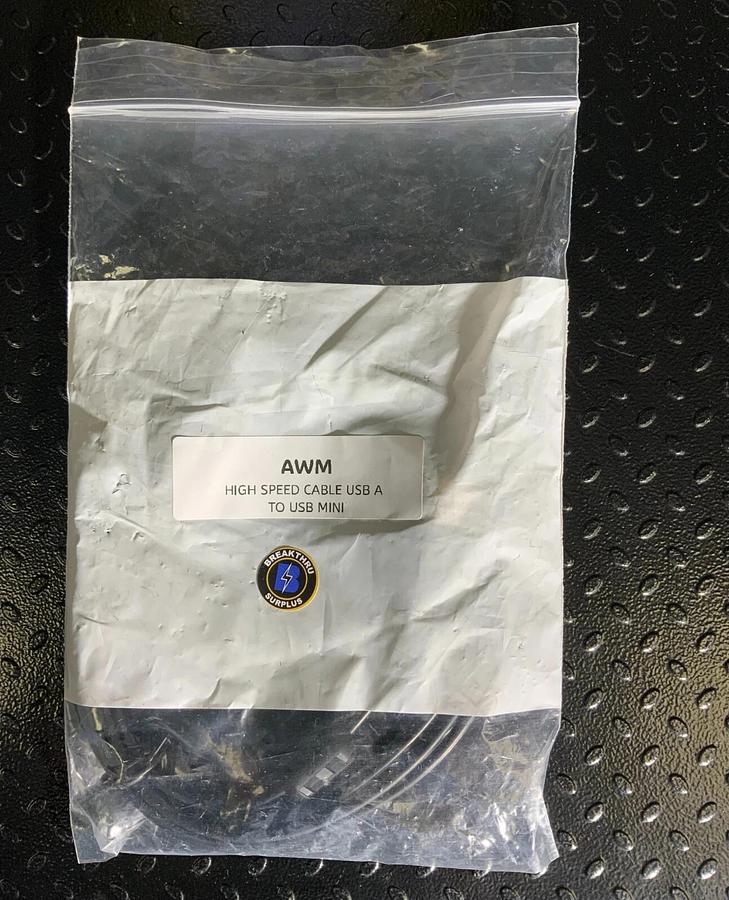 AWM
HIGH SPEED CABLE USB A
TO USB MINI
BREAKTHRU
B
SURPLUS